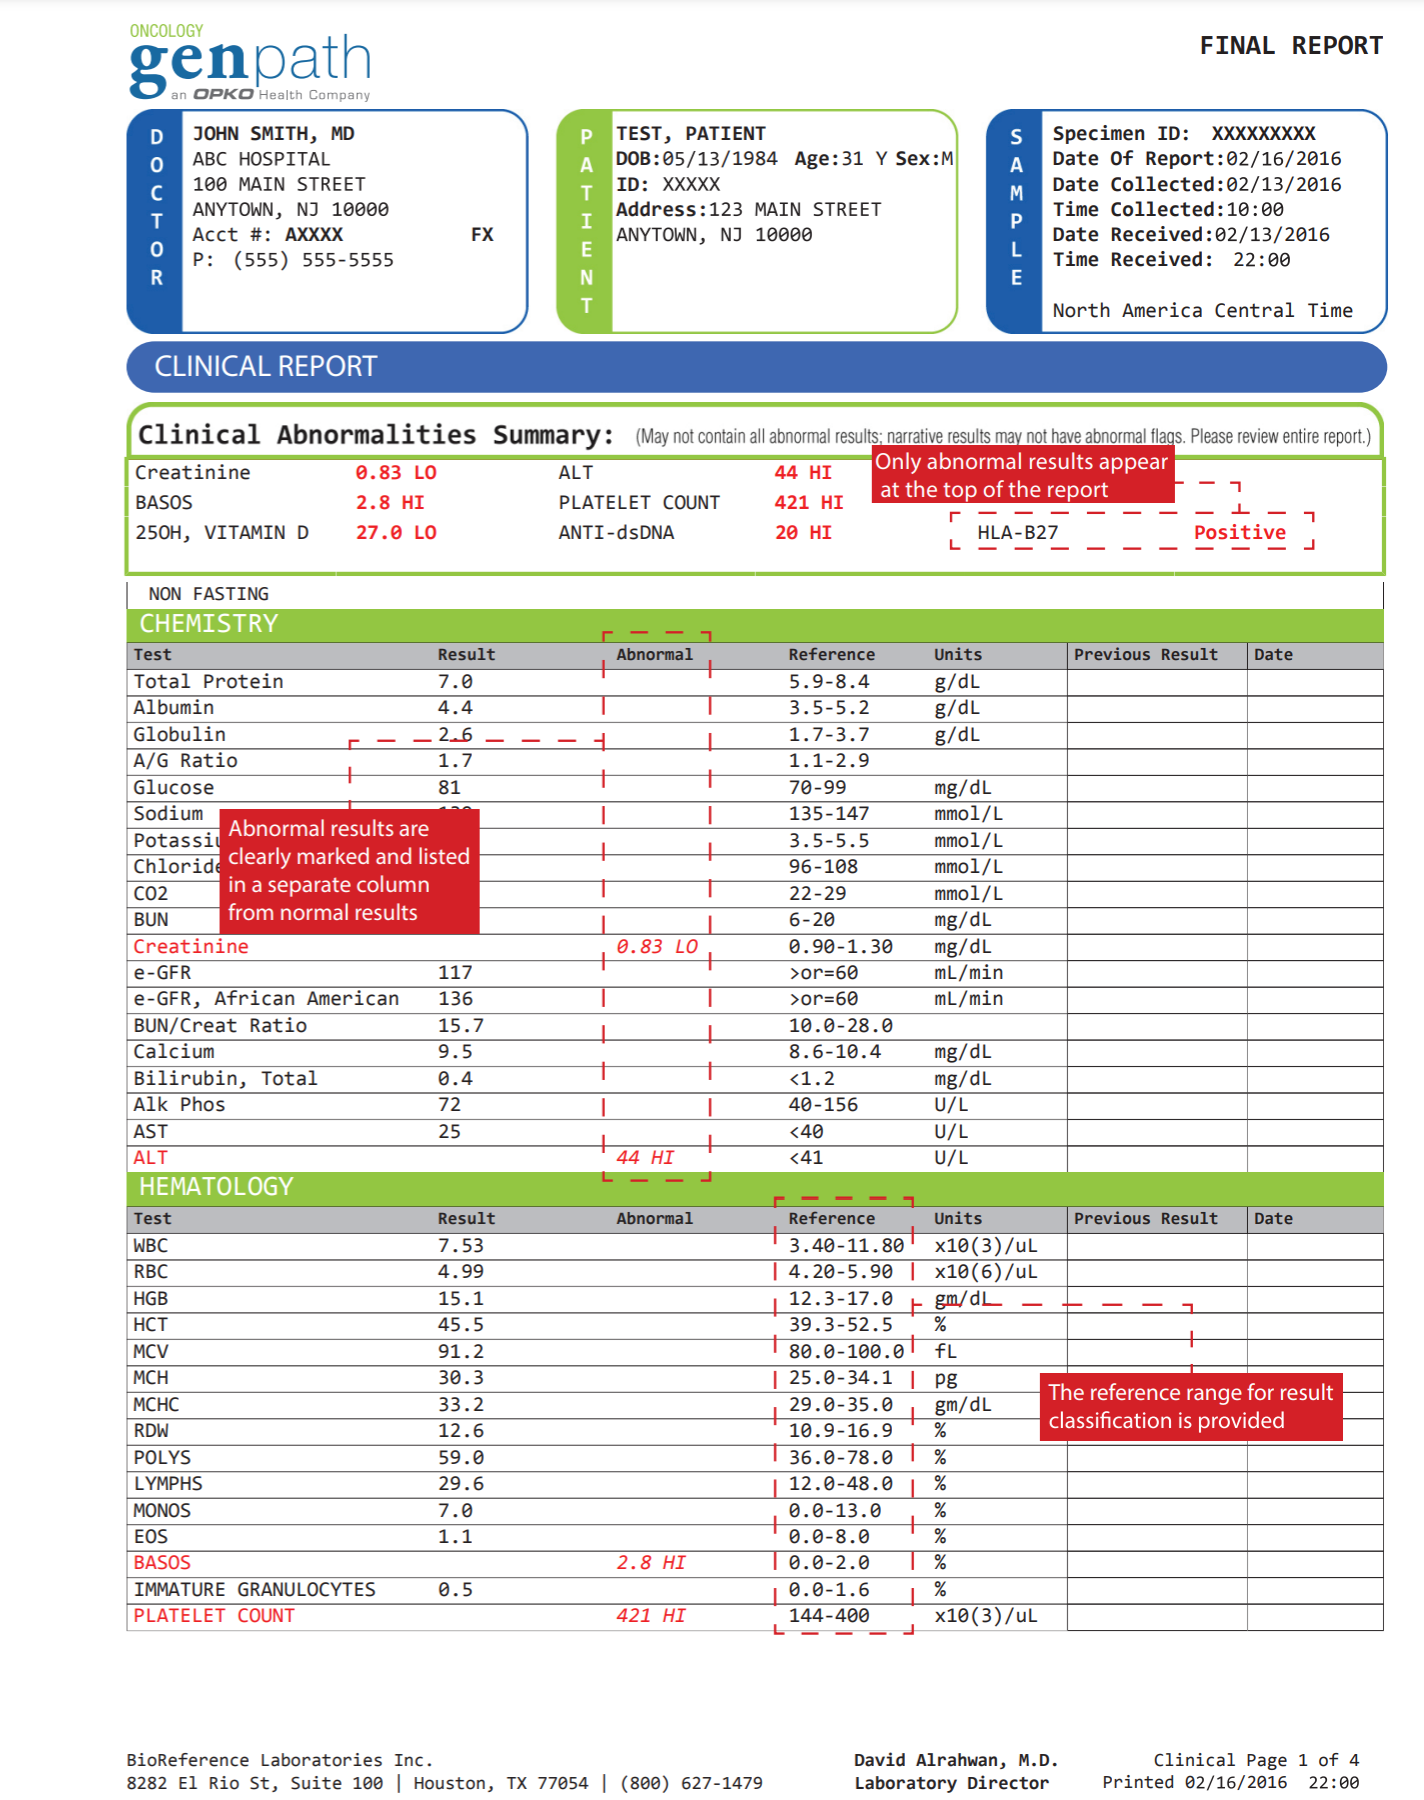 ONCOLOGY
genpath
an OPKO Health Company
FINAL REPORT
DOCTOR
JOHN SMITH, MD
ABC HOSPITAL
100 MAIN STREET
ANYTOWN, NJ 10000
Acct #: AXXXX FX
P: (555) 555-5555
PATIENT
TEST, PATIENT
DOB:05/13/1984 Age:31 Y Sex:M
ID: XXXXX
Address:123 MAIN STREET
ANYTOWN, NJ 10000
SAMPLE
Specimen ID: XXXXXXXXX
Date Of Report:02/16/2016
Date Collected:02/13/2016
Time Collected:10:00
Date Received:02/13/2016
Time Received: 22:00
North America Central Time
CLINICAL REPORT
Clinical Abnormalities Summary: (May not contain all abnormal results; narrative results may not have abnormal flags. Please review entire report.)
Creatinine 0.83 LO ALT 44 HI
BASOS 2.8 HI PLATELET COUNT 421 HI
25OH, VITAMIN D 27.0 LO ANTI-dsDNA 20 HI HLA-B27 Positive
Only abnormal results appear
at the top of the report
NON FASTING
CHEMISTRY
Test Result Abnormal Reference Units Previous Result Date
Total Protein 7.0 5.9-8.4 g/dL
Albumin 4.4 3.5-5.2 g/dL
Globulin 2.6 1.7-3.7 g/dL
A/G Ratio 1.7 1.1-2.9
Glucose 81 70-99 mg/dL
Sodium 135-147 mmol/L
3.5-5.5 mmol/L
96-108 mmol/L
CO2 22-29 mmol/L
BUN 6-20 mg/dL
Abnormal results are
clearly marked and listed
in a separate column
from normal results
Creatinine 0.83 LO 0.90-1.30 mg/dL
e-GFR 117 >or=60 mL/min
e-GFR, African American 136 >or=60 mL/min
BUN/Creat Ratio 15.7 10.0-28.0
Calcium 9.5 8.6-10.4 mg/dL
Bilirubin, Total 0.4 <1.2 mg/dL
Alk Phos 72 40-156 U/L
AST 25 <40 U/L
ALT 44 HI <41 U/L
HEMATOLOGY
Test Result Abnormal Reference Units Previous Result Date
WBC 7.53 3.40-11.80 x10(3)/uL
RBC 4.99 4.20-5.90 x10(6)/uL
HGB 15.1 12.3-17.0 gm/dL
HCT 45.5 39.3-52.5 %
MCV 91.2 80.0-100.0 fL
MCH 30.3 25.0-34.1 pg
MCHC 33.2 29.0-35.0 gm/dL
RDW 12.6 10.9-16.9 %
The reference range for result
classification is provided
POLYS 59.0 36.0-78.0 %
LYMPHS 29.6 12.0-48.0 %
MONOS 7.0 0.0-13.0 %
EOS 1.1 0.0-8.0 %
BASOS 2.8 HI 0.0-2.0 %
IMMATURE GRANULOCYTES 0.5 0.0-1.6 %
PLATELET COUNT 421 HI 144-400 x10(3)/uL
BioReference Laboratories Inc. David Alrahwan, M.D. Clinical Page 1 of 4
8282 El Rio St, Suite 100 | Houston, TX 77054 | (800) 627-1479 Laboratory Director Printed 02/16/2016 22:00